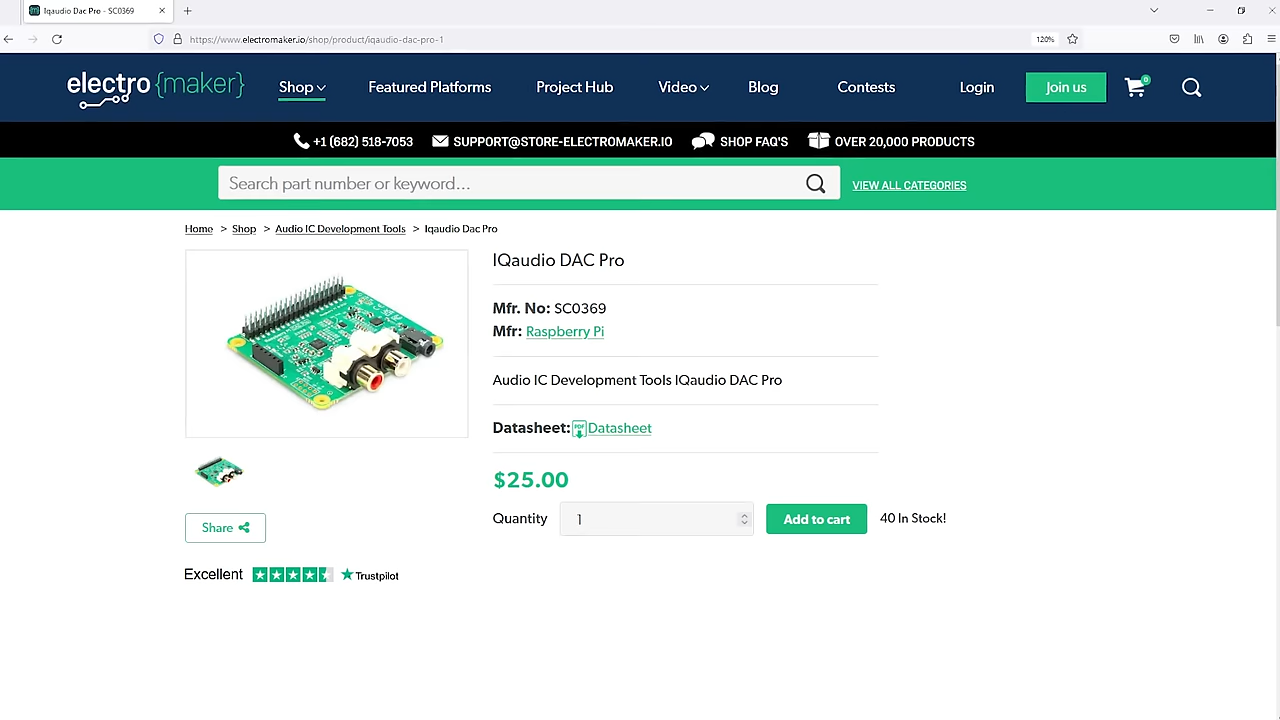 Iqaudio Dac Pro - SC0369
https://www.electromaker.io/shop/product/iqaudio-dac-pro-1
120%
electro {maker}
Shop
Featured Platforms
Project Hub
Video
Blog
Contests
Login
Join us
0
+1 (682) 518-7053
SUPPORT@STORE-ELECTROMAKER.IO
SHOP FAQ'S
OVER 20,000 PRODUCTS
Search part number or keyword...
VIEW ALL CATEGORIES
Home > Shop > Audio IC Development Tools > Iqaudio Dac Pro
IQaudio DAC Pro
Mfr. No: SC0369
Mfr: Raspberry Pi
Audio IC Development Tools IQaudio DAC Pro
Datasheet: PDF Datasheet
$25.00
Quantity
1
Add to cart
40 In Stock!
Share
Excellent
Trustpilot